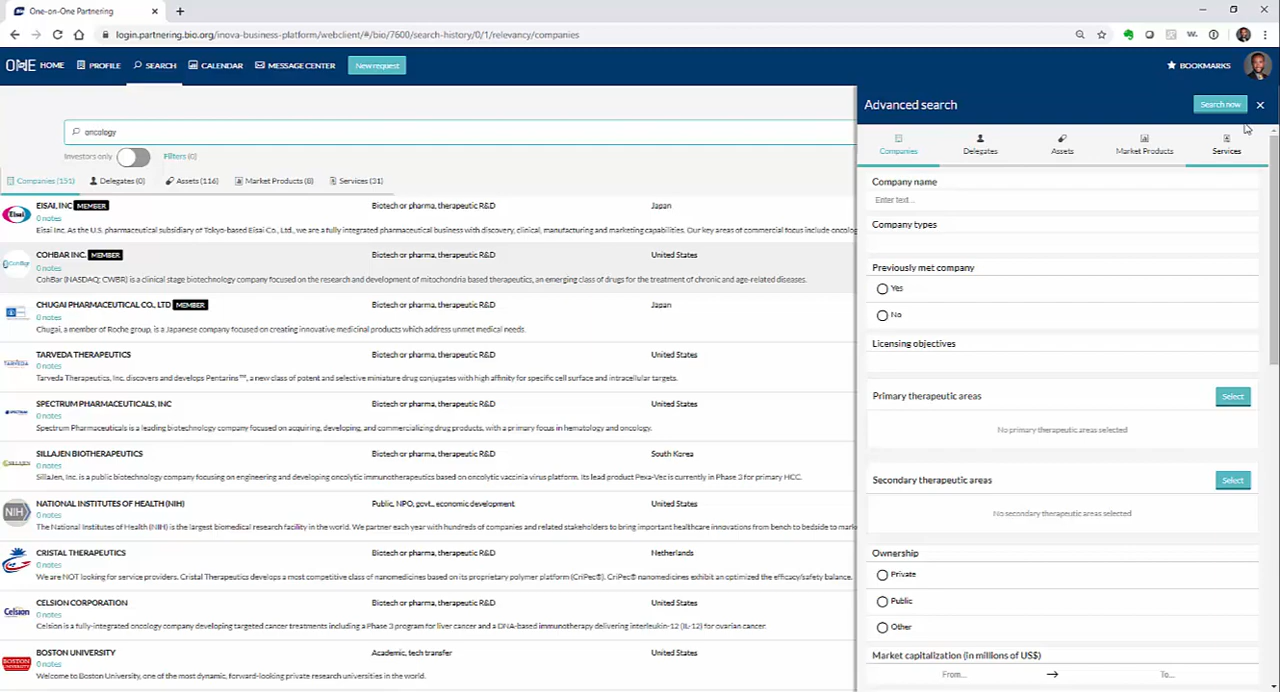 One-on-One Partnering
login.partnering.bio.org/inova-business-platform/webclient/#/bio/7600/search-history/0/1/relevancy/companies
ONE HOME PROFILE SEARCH CALENDAR MESSAGE CENTER New request BOOKMARKS
oncology
Investors only Filters (0)
Companies (151) Delegates (0) Assets (116) Market Products (8) Services (31)
EISAI, INC MEMBER Biotech or pharma, therapeutic R&D Japan
0 notes
Eisai Inc. As the U.S. pharmaceutical subsidiary of Tokyo-based Eisai Co., Ltd., we are a fully integrated pharmaceutical business with discovery, clinical, manufacturing and marketing capabilities. Our key areas of commercial focus include oncolog
COHBAR INC. MEMBER Biotech or pharma, therapeutic R&D United States
0 notes
CohBar (NASDAQ: CWBR) is a clinical stage biotechnology company focused on the research and development of mitochondria based therapeutics, an emerging class of drugs for the treatment of chronic and age-related diseases.
CHUGAI PHARMACEUTICAL CO., LTD MEMBER Biotech or pharma, therapeutic R&D Japan
0 notes
Chugai, a member of Roche group, is a Japanese company focused on creating innovative medicinal products which address unmet medical needs.
TARVEDA THERAPEUTICS Biotech or pharma, therapeutic R&D United States
0 notes
Tarveda Therapeutics, Inc. discovers and develops Pentarins™, a new class of potent and selective miniature drug conjugates with high affinity for specific cell surface and intracellular targets.
SPECTRUM PHARMACEUTICALS, INC Biotech or pharma, therapeutic R&D United States
0 notes
Spectrum Pharmaceuticals is a leading biotechnology company focused on acquiring, developing, and commercializing drug products, with a primary focus in hematology and oncology.
SILLAJEN BIOTHERAPEUTICS Biotech or pharma, therapeutic R&D South Korea
0 notes
SillaJen, Inc. is a public biotechnology company focused on engineering and developing oncolytic immunotherapeutics based on oncolytic vaccinia virus platform. Its lead product Pexa-Vec is currently in Phase 3 for primary HCC.
NATIONAL INSTITUTES OF HEALTH (NIH) Public, NPO, govt., economic development United States
0 notes
The National Institutes of Health (NIH) is the largest biomedical research facility in the world. We partner each year with hundreds of companies and related stakeholders to bring important healthcare innovations from bench to bedside to mark
CRISTAL THERAPEUTICS Biotech or pharma, therapeutic R&D Netherlands
0 notes
We are NOT looking for service providers. Cristal Therapeutics develops a most competitive class of nanomedicines based on its proprietary polymer platform (CriPec®). CriPec® nanomedicines exhibit an optimized the efficacy/safety balance.
CELSION CORPORATION Biotech or pharma, therapeutic R&D United States
0 notes
Celsion is a fully-integrated oncology company developing targeted cancer treatments including a Phase 3 program for liver cancer and a DNA-based immunotherapy delivering interleukin-12 (IL-12) for ovarian cancer.
BOSTON UNIVERSITY Academic, tech transfer United States
0 notes
Welcome to Boston University, one of the most dynamic, forward-looking private research universities in the world.
Advanced search Search now
Companies Delegates Assets Market Products Services
Company name
Enter text...
Company types
Previously met company
Yes
No
Licensing objectives
Primary therapeutic areas Select
No primary therapeutic areas selected
Secondary therapeutic areas Select
No secondary therapeutic areas selected
Ownership
Private
Public
Other
Market capitalization (in millions of US$)
From... To...
Eisai
CohBar
TARVEDA
SPECTRUM
SILLAJEN
NIH
Celsion
BOSTON
UNIVERSITY